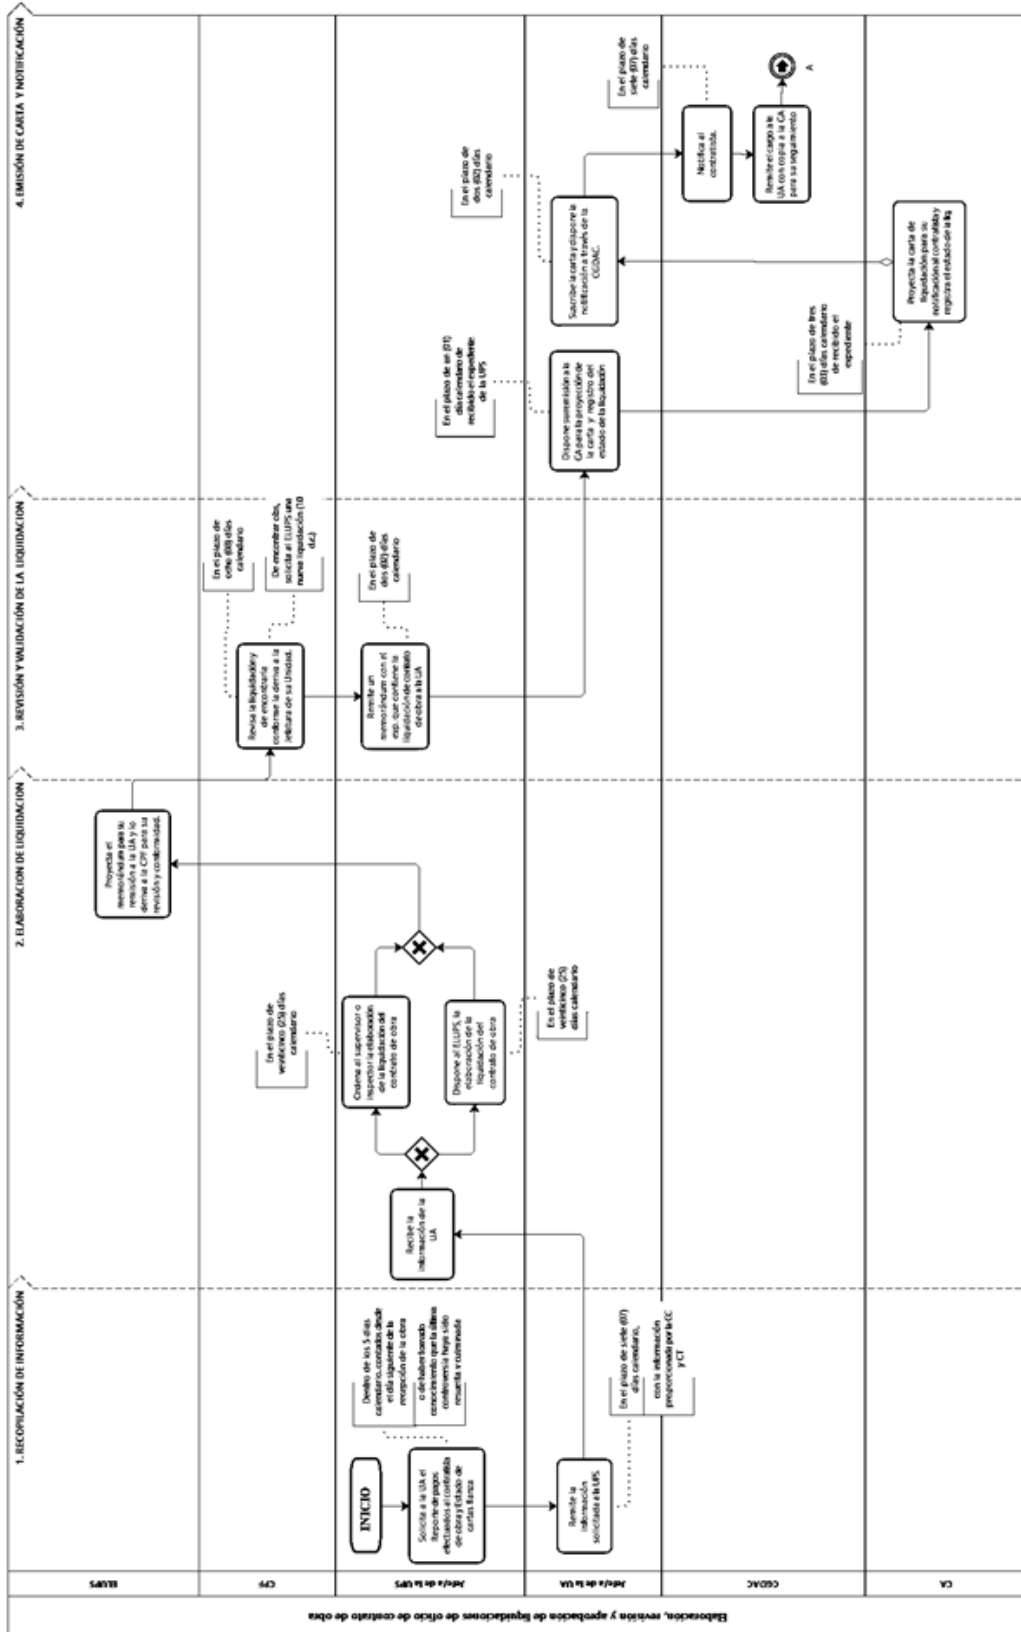 Elaboración, revisión y aprobación de liquidaciones de oficio de contrato de obra
1. RECOPILACIÓN DE INFORMACIÓN
2. ELABORACION DE LIQUIDACION
3. REVISIÓN Y VALIDACIÓN DE LA LIQUIDACION
4. EMISIÓN DE CARTA Y NOTIFICACIÓN
ELUPS
CPF
Jefe/a de la UPS
Jefe/a de la UA
CGDAC
CA
INICIO
Solicita a la UA el
Reporte de pagos
efectuados al contratista
de obra y Estado de
cartas fianza
Dentro de los 5 días
calendario, contados desde
el día siguiente de la
recepción de la obra
o de haber tomado
conocimiento que la última
controversia haya sido
resuelta y culminada
Remite la
información
solicitada a la UPS.
En el plazo de siete (07)
días calendario,
con la información
proporcionada por la CC
y CT
Recibe la
información de la
UA
Ordena al supervisor o
inspector la elaboración
de la liquidación del
contrato de obra
En el plazo de
veinticinco (25) días
calendario
Dispone al ELUPS, la
elaboración de la
liquidación del
contrato de obra
En el plazo de
veinticinco (25)
días calendario
Proyecta el
memorándum para su
remisión a la UA y lo
deriva a la CPF para su
revisión y conformidad.
Revisa la liquidación y
de encontrarla
conforme la deriva a la
Jefatura de su Unidad.
En el plazo de
ocho (08) días
calendario
De encontrar obs,
solicita al ELUPS una
nueva liquidación (10
d.c)
Remite un
memorándum con el
exp. que contiene la
liquidación de contrato
de obra a la UA
En el plazo de
dos (02) días
calendario
Dispone su remisión a la
CA para la proyección de
la carta y registro del
estado de la liquidación
En el plazo de un (01)
día calendario de
recibido el expediente
de la UPS
Proyecta la carta de
liquidación para su
notificación al contratista y
registra el estado de la liq
En el plazo de tres
(03) días calendario
de recibido el
expediente
Suscribe la carta y dispone la
notificación a través de la
CGDAC.
En el plazo de
dos (02) días
calendario
Notifica al
contratista.
En el plazo de
siete (07) días
calendario
Remite el cargo a la
UA con copia a la CA
para su seguimiento
A